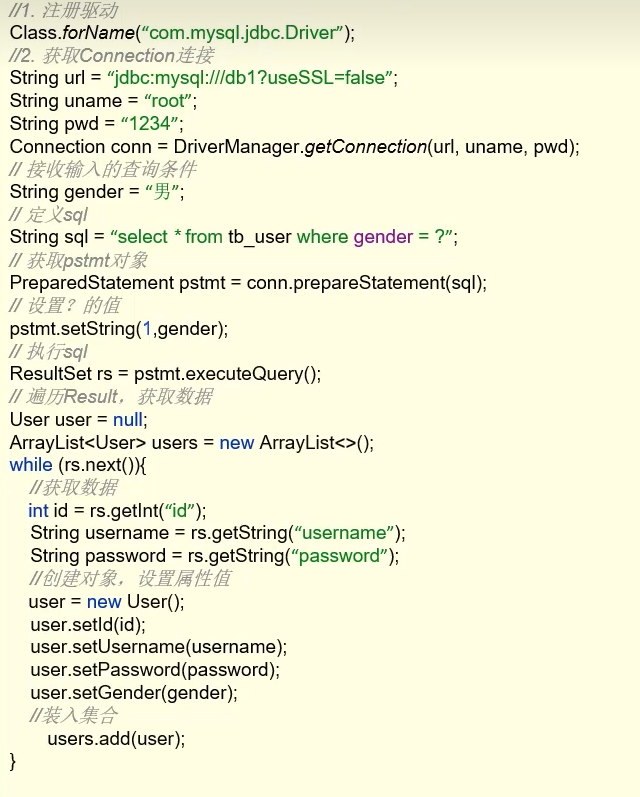 //1. 注册驱动
Class.forName(“com.mysql.jdbc.Driver”);
//2. 获取Connection连接
String url = “jdbc:mysql:///db1?useSSL=false”;
String uname = “root”;
String pwd = “1234”;
Connection conn = DriverManager.getConnection(url, uname, pwd);
// 接收输入的查询条件
String gender = “男”;
// 定义sql
String sql = “select * from tb_user where gender = ?”;
// 获取pstmt对象
PreparedStatement pstmt = conn.prepareStatement(sql);
// 设置？的值
pstmt.setString(1,gender);
// 执行sql
ResultSet rs = pstmt.executeQuery();
// 遍历Result，获取数据
User user = null;
ArrayList<User> users = new ArrayList<>();
while (rs.next()){
//获取数据
int id = rs.getInt(“id”);
String username = rs.getString(“username”);
String password = rs.getString(“password”);
//创建对象，设置属性值
user = new User();
user.setId(id);
user.setUsername(username);
user.setPassword(password);
user.setGender(gender);
//装入集合
users.add(user);
}